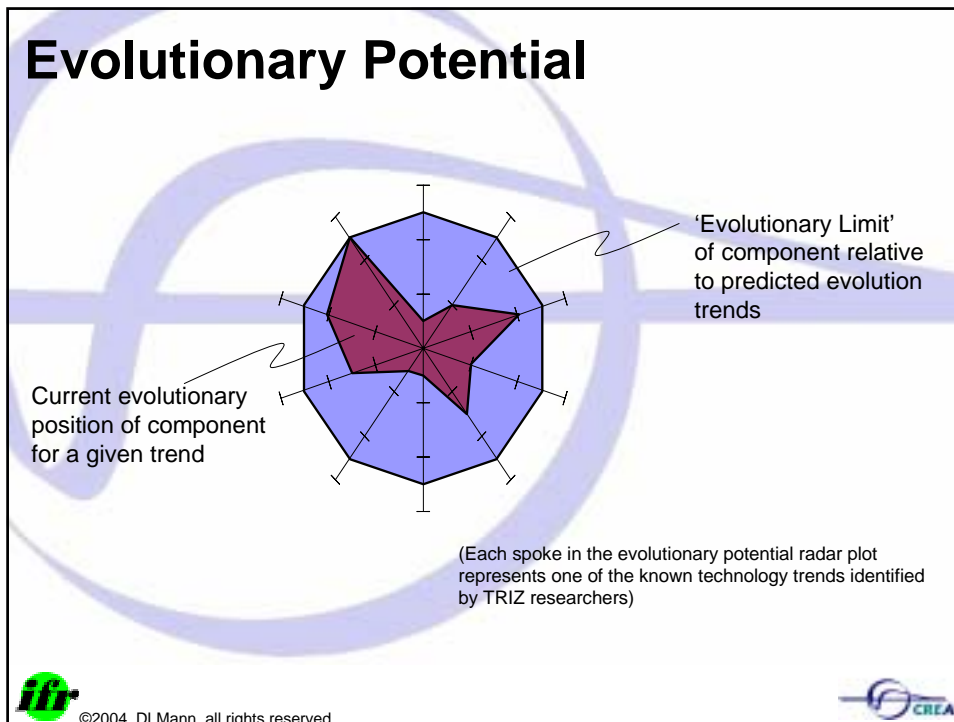 Evolutionary Potential
‘Evolutionary Limit’
of component relative
to predicted evolution
trends
Current evolutionary
position of component
for a given trend
(Each spoke in the evolutionary potential radar plot
represents one of the known technology trends identified
by TRIZ researchers)
ifr
©2004, DLMann, all rights reserved
CREA